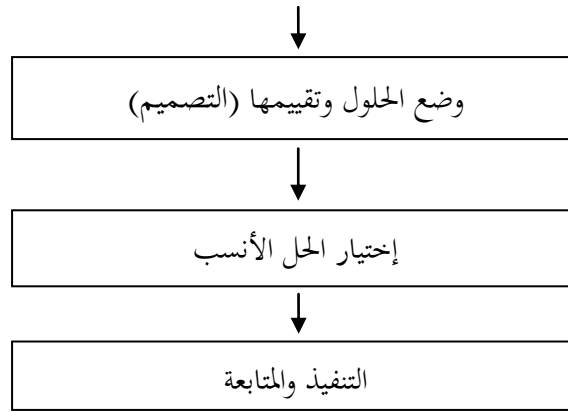 وضع الحلول وتقييمها (التصميم)
إختيار الحل الأنسب
التنفيذ والمتابعة